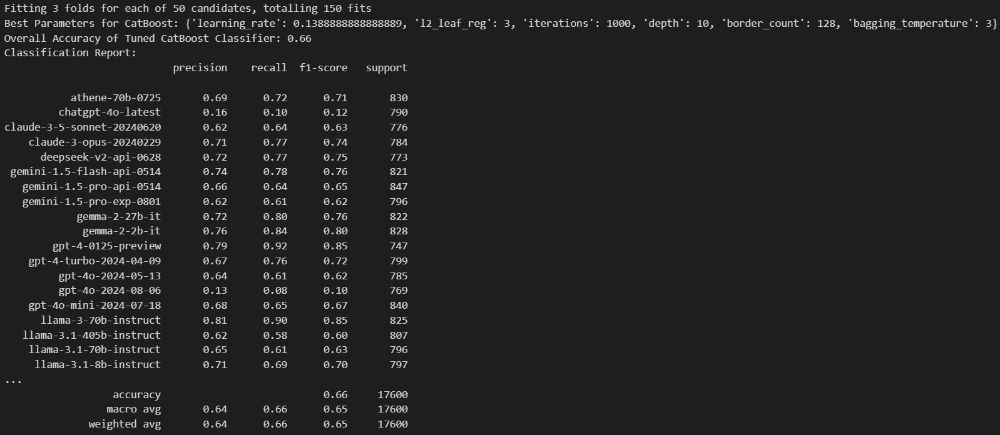 Fitting 3 folds for each of 50 candidates, totalling 150 fits
Best Parameters for CatBoost: {'learning_rate': 0.1388888888888889, 'l2_leaf_reg': 3, 'iterations': 1000, 'depth': 10, 'border_count': 128, 'bagging_temperature': 3}
Overall Accuracy of Tuned CatBoost Classifier: 0.66
Classification Report:
precision recall f1-score support
athene-70b-0725 0.69 0.72 0.71 830
chatgpt-4o-latest 0.16 0.10 0.12 790
claude-3-5-sonnet-20240620 0.62 0.64 0.63 776
claude-3-opus-20240229 0.71 0.77 0.74 784
deepseek-v2-api-0628 0.72 0.77 0.75 773
gemini-1.5-flash-api-0514 0.74 0.78 0.76 821
gemini-1.5-pro-api-0514 0.66 0.64 0.65 847
gemini-1.5-pro-exp-0801 0.62 0.61 0.62 796
gemma-2-27b-it 0.72 0.80 0.76 822
gemma-2-2b-it 0.76 0.84 0.80 828
gpt-4-0125-preview 0.79 0.92 0.85 747
gpt-4-turbo-2024-04-09 0.67 0.76 0.72 799
gpt-4o-2024-05-13 0.64 0.61 0.62 785
gpt-4o-2024-08-06 0.13 0.08 0.10 769
gpt-4o-mini-2024-07-18 0.68 0.65 0.67 840
llama-3-70b-instruct 0.81 0.90 0.85 825
llama-3.1-405b-instruct 0.62 0.58 0.60 807
llama-3.1-70b-instruct 0.65 0.61 0.63 796
llama-3.1-8b-instruct 0.71 0.69 0.70 797
...
accuracy 0.66 17600
macro avg 0.64 0.66 0.65 17600
weighted avg 0.64 0.66 0.65 17600